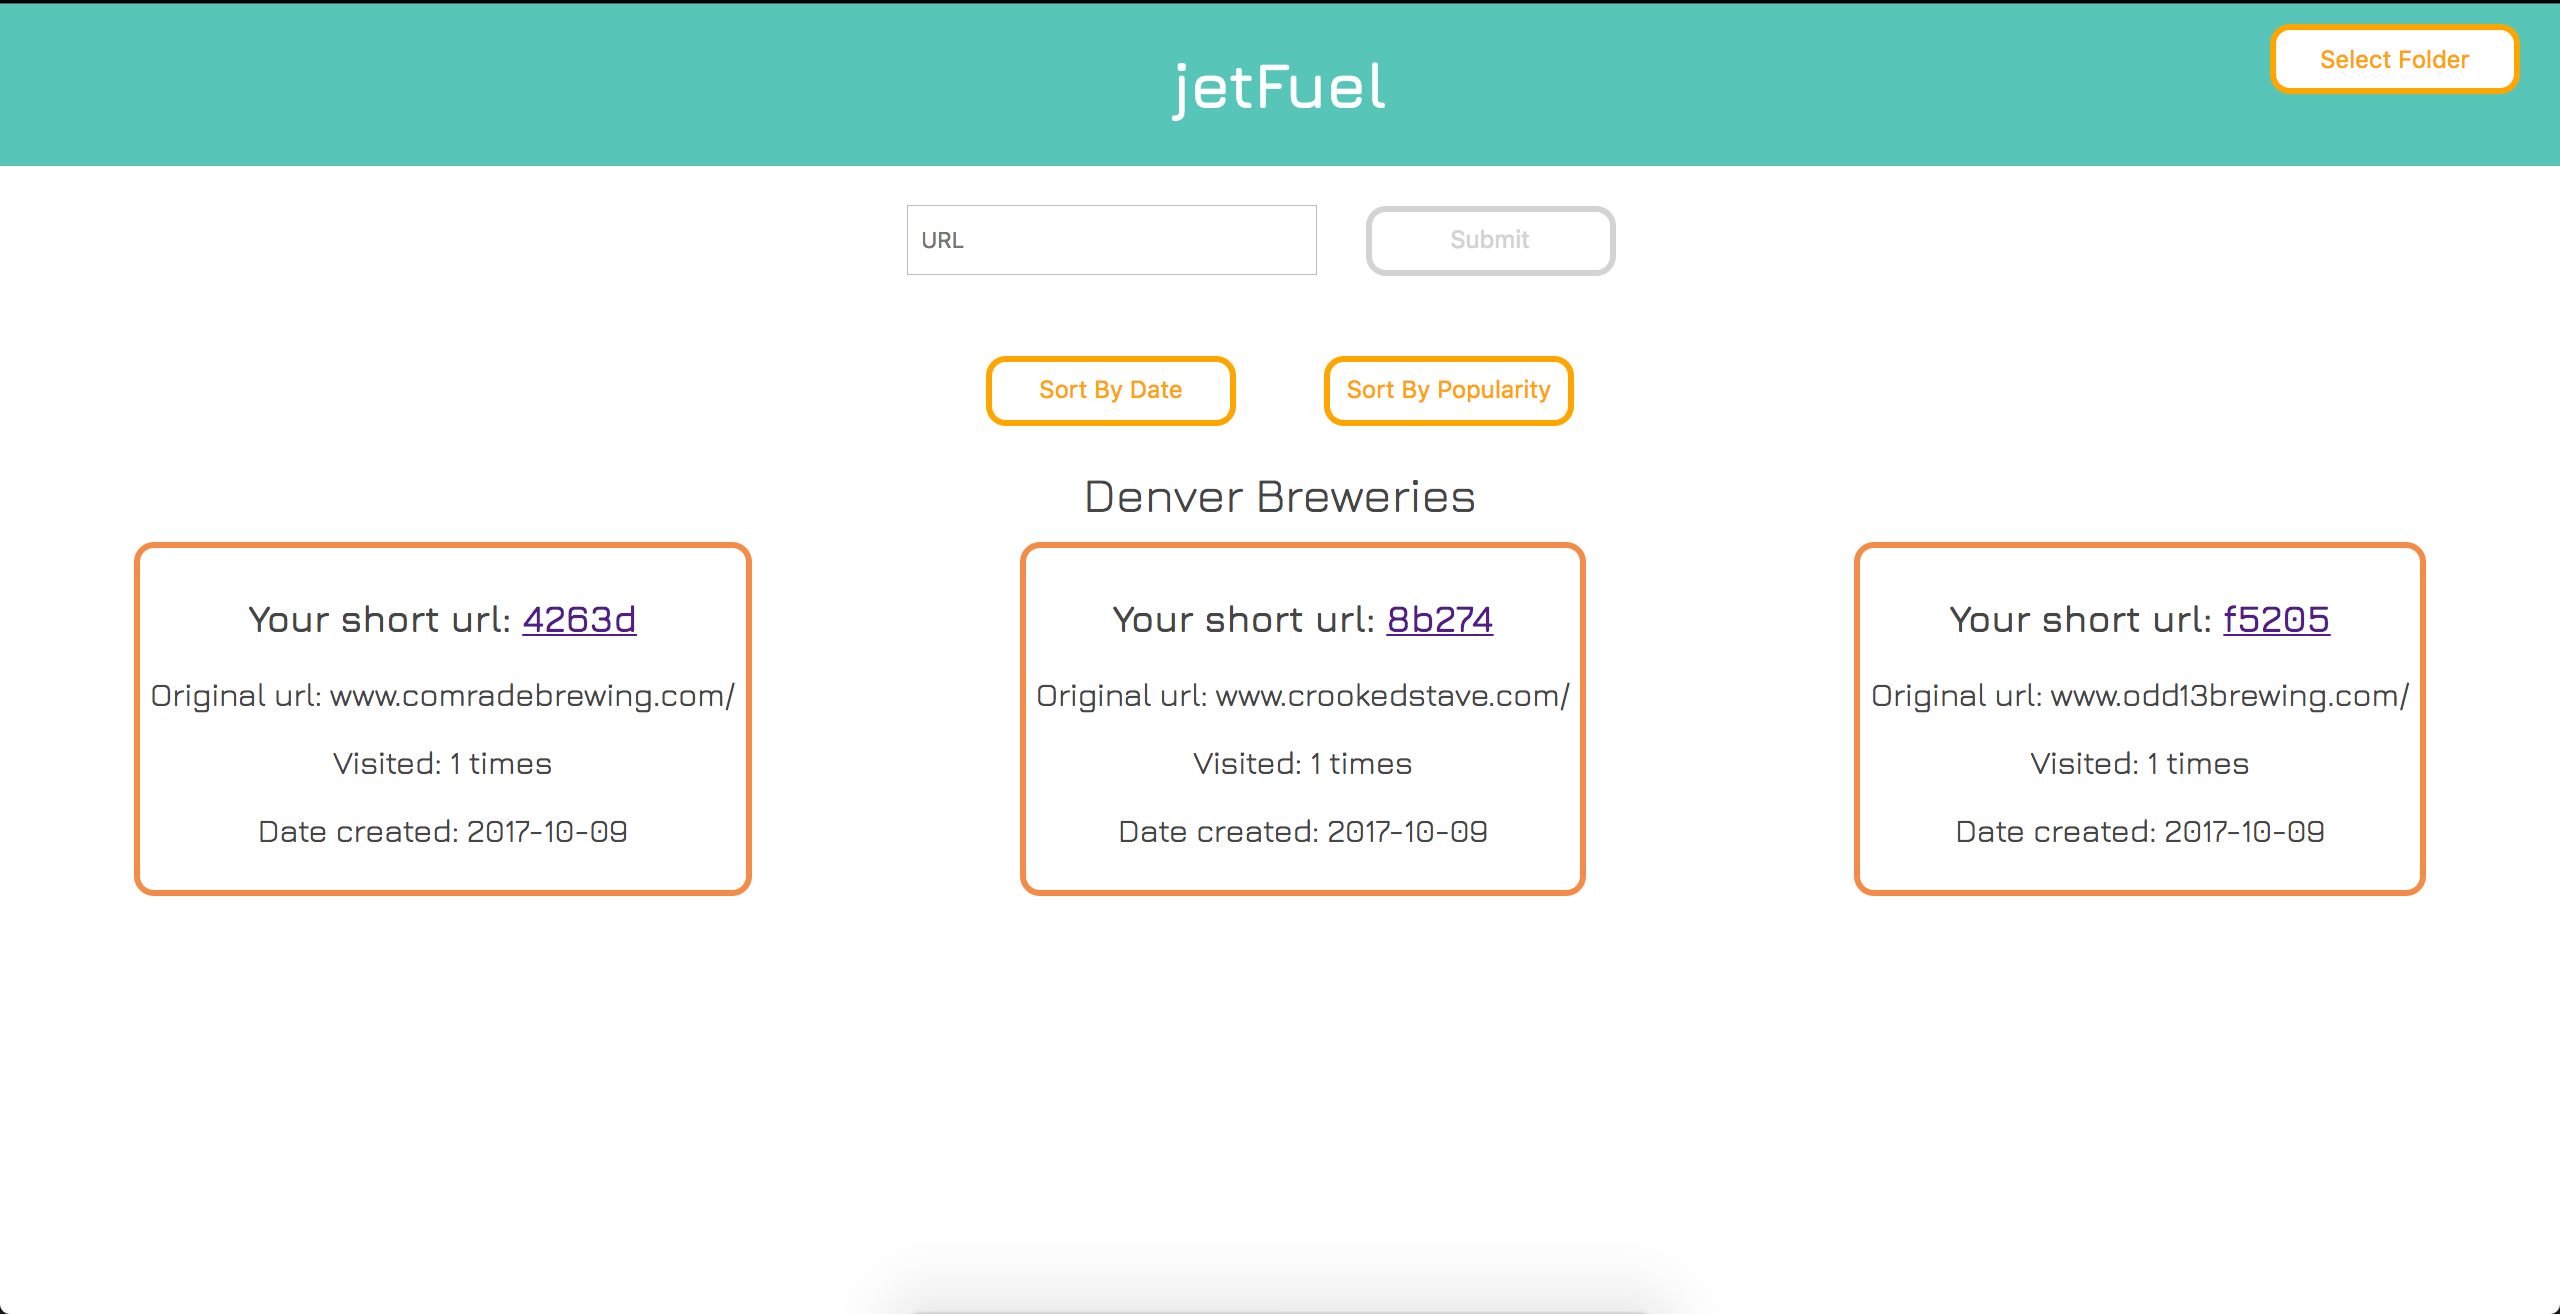 jetFuel
Select Folder
URL
Submit
Sort By Date
Sort By Popularity
Denver Breweries
Your short url: 4263d
Original url: www.comradebrewing.com/
Visited: 1 times
Date created: 2017-10-09
Your short url: 8b274
Original url: www.crookedstave.com/
Visited: 1 times
Date created: 2017-10-09
Your short url: f5205
Original url: www.odd13brewing.com/
Visited: 1 times
Date created: 2017-10-09